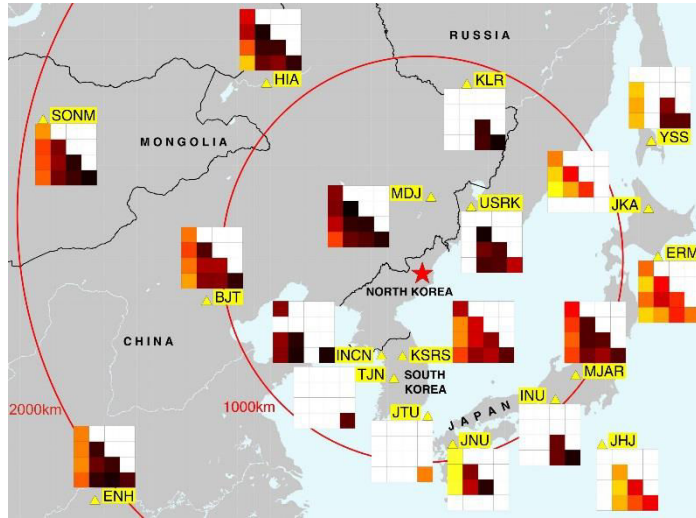 RUSSIA
HIA
KLR
SONM
MONGOLIA
YSS
MDJ
USRK
JKA
ERM
NORTH KOREA
BJT
CHINA
INCN
KSRS
TJN
SOUTH
KOREA
MJAR
INU
2000km
1000km
JTU
JAPAN
JNU
JHJ
ENH